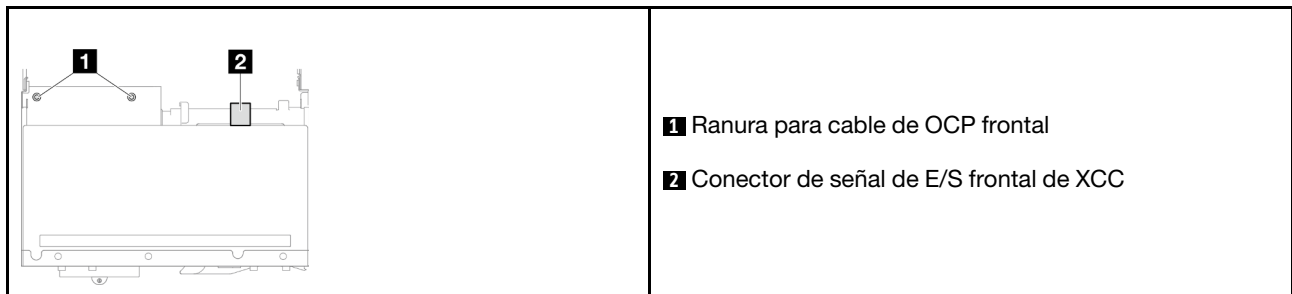 1 2
1 Ranura para cable de OCP frontal
2 Conector de señal de E/S frontal de XCC